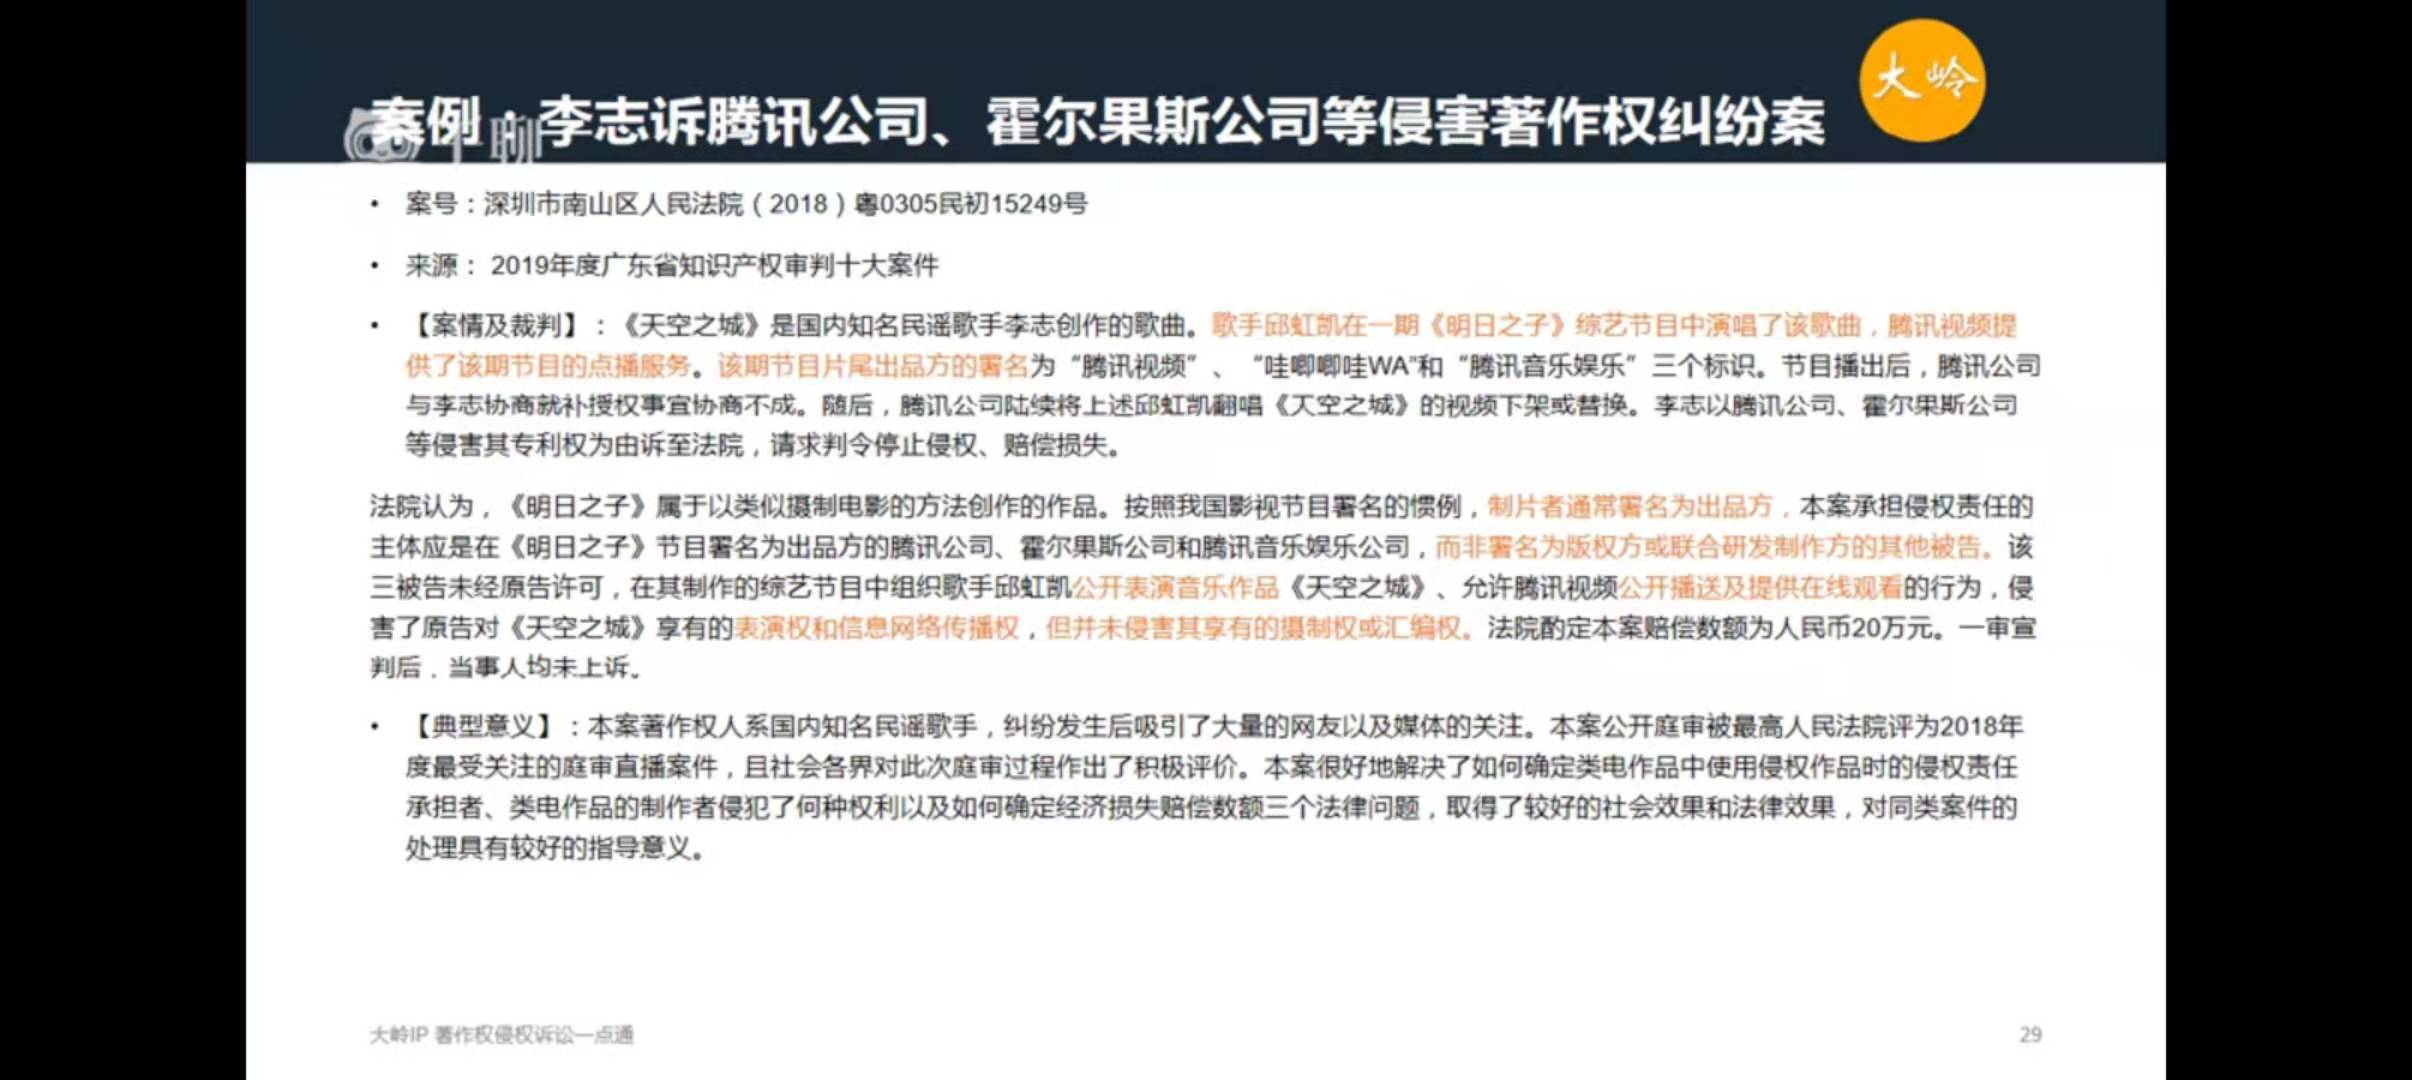 大岭
案例：李志诉腾讯公司、霍尔果斯公司等侵害著作权纠纷案
千聊
• 案号：深圳市南山区人民法院（2018）粤0305民初15249号
• 来源： 2019年度广东省知识产权审判十大案件
• 【案情及裁判】：《天空之城》是国内知名民谣歌手李志创作的歌曲。歌手邱虹凯在一期《明日之子》综艺节目中演唱了该歌曲，腾讯视频提
供了该期节目的点播服务。该期节目片尾出品方的署名为“腾讯视频”、“哇唧唧哇WA”和“腾讯音乐娱乐”三个标识。节目播出后，腾讯公司
与李志协商就补授权事宜协商不成。随后，腾讯公司陆续将上述邱虹凯翻唱《天空之城》的视频下架或替换。李志以腾讯公司、霍尔果斯公司
等侵害其专利权为由诉至法院，请求判令停止侵权、赔偿损失。
法院认为，《明日之子》属于以类似摄制电影的方法创作的作品。按照我国影视节目署名的惯例，制片者通常署名为出品方，本案承担侵权责任的
主体应是在《明日之子》节目署名为出品方的腾讯公司、霍尔果斯公司和腾讯音乐娱乐公司，而非署名为版权方或联合研发制作方的其他被告。该
三被告未经原告许可，在其制作的综艺节目中组织歌手邱虹凯公开表演音乐作品《天空之城》、允许腾讯视频公开播送及提供在线观看的行为，侵
害了原告对《天空之城》享有的表演权和信息网络传播权，但并未侵害其享有的摄制权或汇编权。法院酌定本案赔偿数额为人民币20万元。一审宣
判后，当事人均未上诉。
• 【典型意义】：本案著作权人系国内知名民谣歌手，纠纷发生后吸引了大量的网友以及媒体的关注。本案公开庭审被最高人民法院评为2018年
度最受关注的庭审直播案件，且社会各界对此次庭审过程作出了积极评价。本案很好地解决了如何确定类电作品中使用侵权作品时的侵权责任
承担者、类电作品的制作者侵犯了何种权利以及如何确定经济损失赔偿数额三个法律问题，取得了较好的社会效果和法律效果，对同类案件的
处理具有较好的指导意义。
大岭IP 著作权侵权诉讼一点通
29